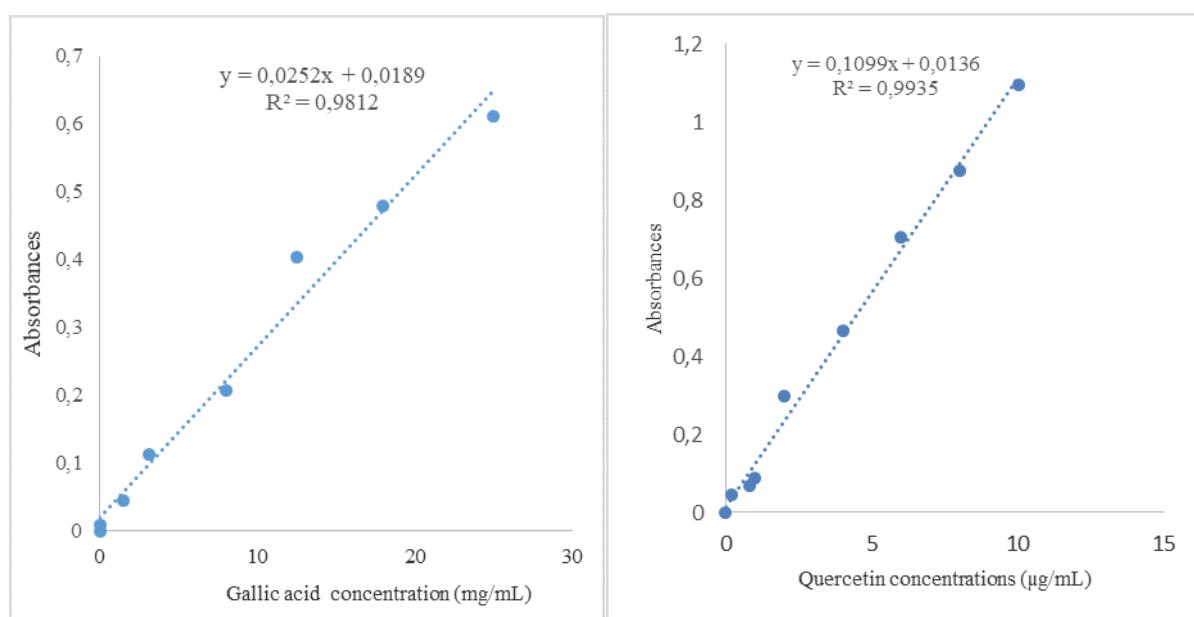 0,7
0,6
0,5
0,4
0,3
0,2
0,1
0
y = 0,0252x + 0,0189
R² = 0,9812
Absorbances
0 10 20 30
Gallic acid concentration (mg/mL)
1,2
1
0,8
0,6
0,4
0,2
0
y = 0,1099x + 0,0136
R² = 0,9935
Absorbances
0 5 10 15
Quercetin concentrations (µg/mL)